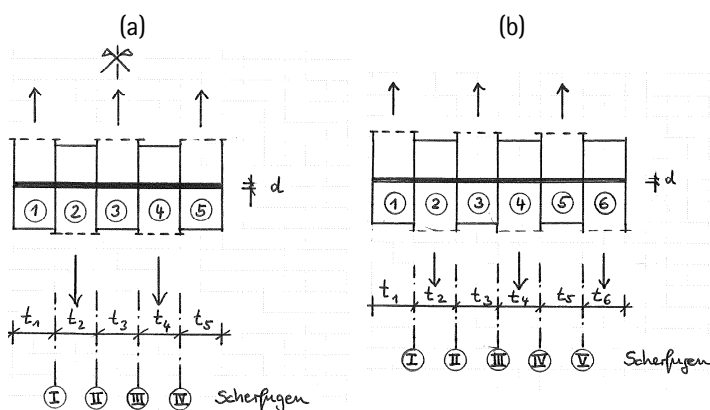 (a)
d
1 2 3 4 5
t₁ t₂ t₃ t₄ t₅
I II III IV Scherfugen
(b)
d
1 2 3 4 5 6
t₁ t₂ t₃ t₄ t₅ t₆
I II III IV V Scherfugen